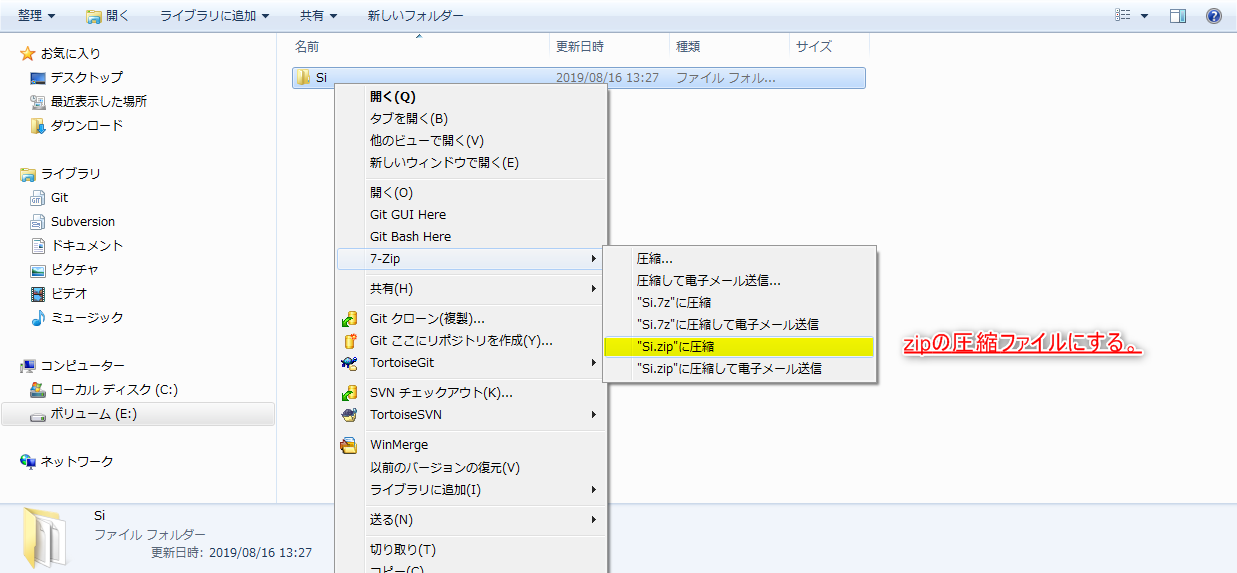 整理 開く ライブラリに追加 共有 新しいフォルダー
お気に入り
デスクトップ
最近表示した場所
ダウンロード
ライブラリ
Git
Subversion
ドキュメント
ピクチャ
ビデオ
ミュージック
コンピューター
ローカル ディスク (C:)
ボリューム (E:)
ネットワーク
名前 更新日時 種類 サイズ
Si 2019/08/16 13:27 ファイル フォル...
開く(Q)
タブを開く(B)
他のビューで開く(V)
新しいウィンドウで開く(E)
開く(O)
Git GUI Here
Git Bash Here
7-Zip
共有(H)
Git クローン(複製)...
Git ここにリポジトリを作成(Y)...
TortoiseGit
SVN チェックアウト(K)...
TortoiseSVN
WinMerge
以前のバージョンの復元(V)
ライブラリに追加(I)
送る(N)
切り取り(T)
コピー(C)
圧縮...
圧縮して電子メール送信...
"Si.7z"に圧縮
"Si.7z"に圧縮して電子メール送信
"Si.zip"に圧縮
"Si.zip"に圧縮して電子メール送信
zipの圧縮ファイルにする。
Si
ファイル フォルダー
更新日時: 2019/08/16 13:27